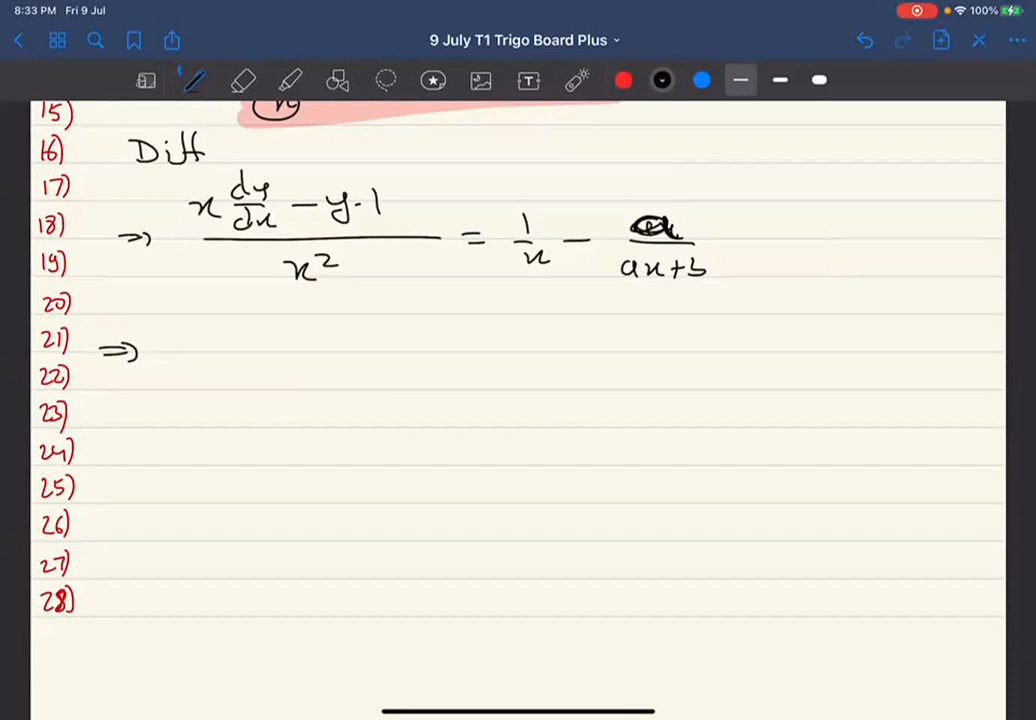 8:33 PM Fri 9 Jul
100%
9 July T1 Trigo Board Plus
T
15)
16) Diff
17)
18) ⇒ (x dy/dx - y·1)/x² = 1/x - a/(ax+b)
19)
20)
21) ⇒
22)
23)
24)
25)
26)
27)
28)